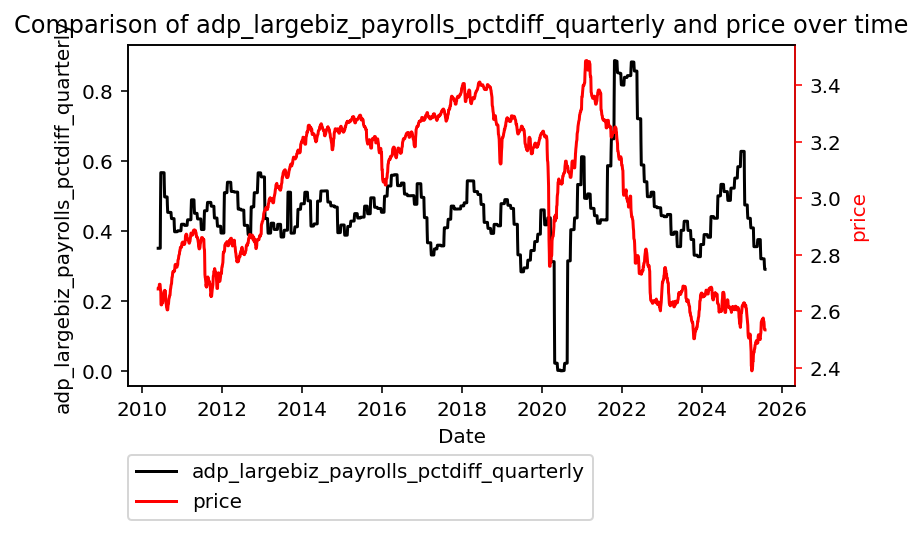 Comparison of adp_largebiz_payrolls_pctdiff_quarterly and price over time
adp_largebiz_payrolls_pctdiff_quarterly
0.8
0.6
0.4
0.2
0.0
3.4
3.2
3.0
2.8
2.6
2.4
price
2010 2012 2014 2016 2018 2020 2022 2024 2026
Date
adp_largebiz_payrolls_pctdiff_quarterly
price